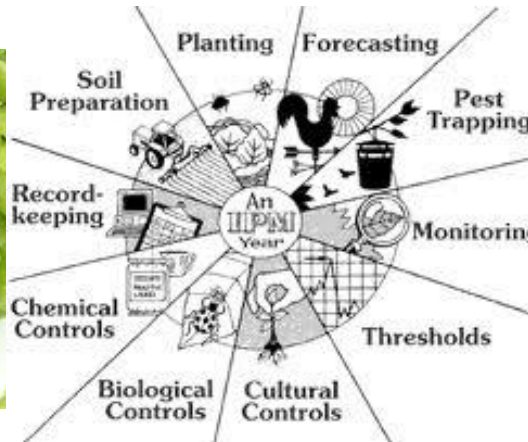 Planting
Forecasting
Pest
Trapping
Monitoring
Thresholds
Cultural
Controls
Biological
Controls
Chemical
Controls
Record-
keeping
Soil
Preparation
An
IPM
Year